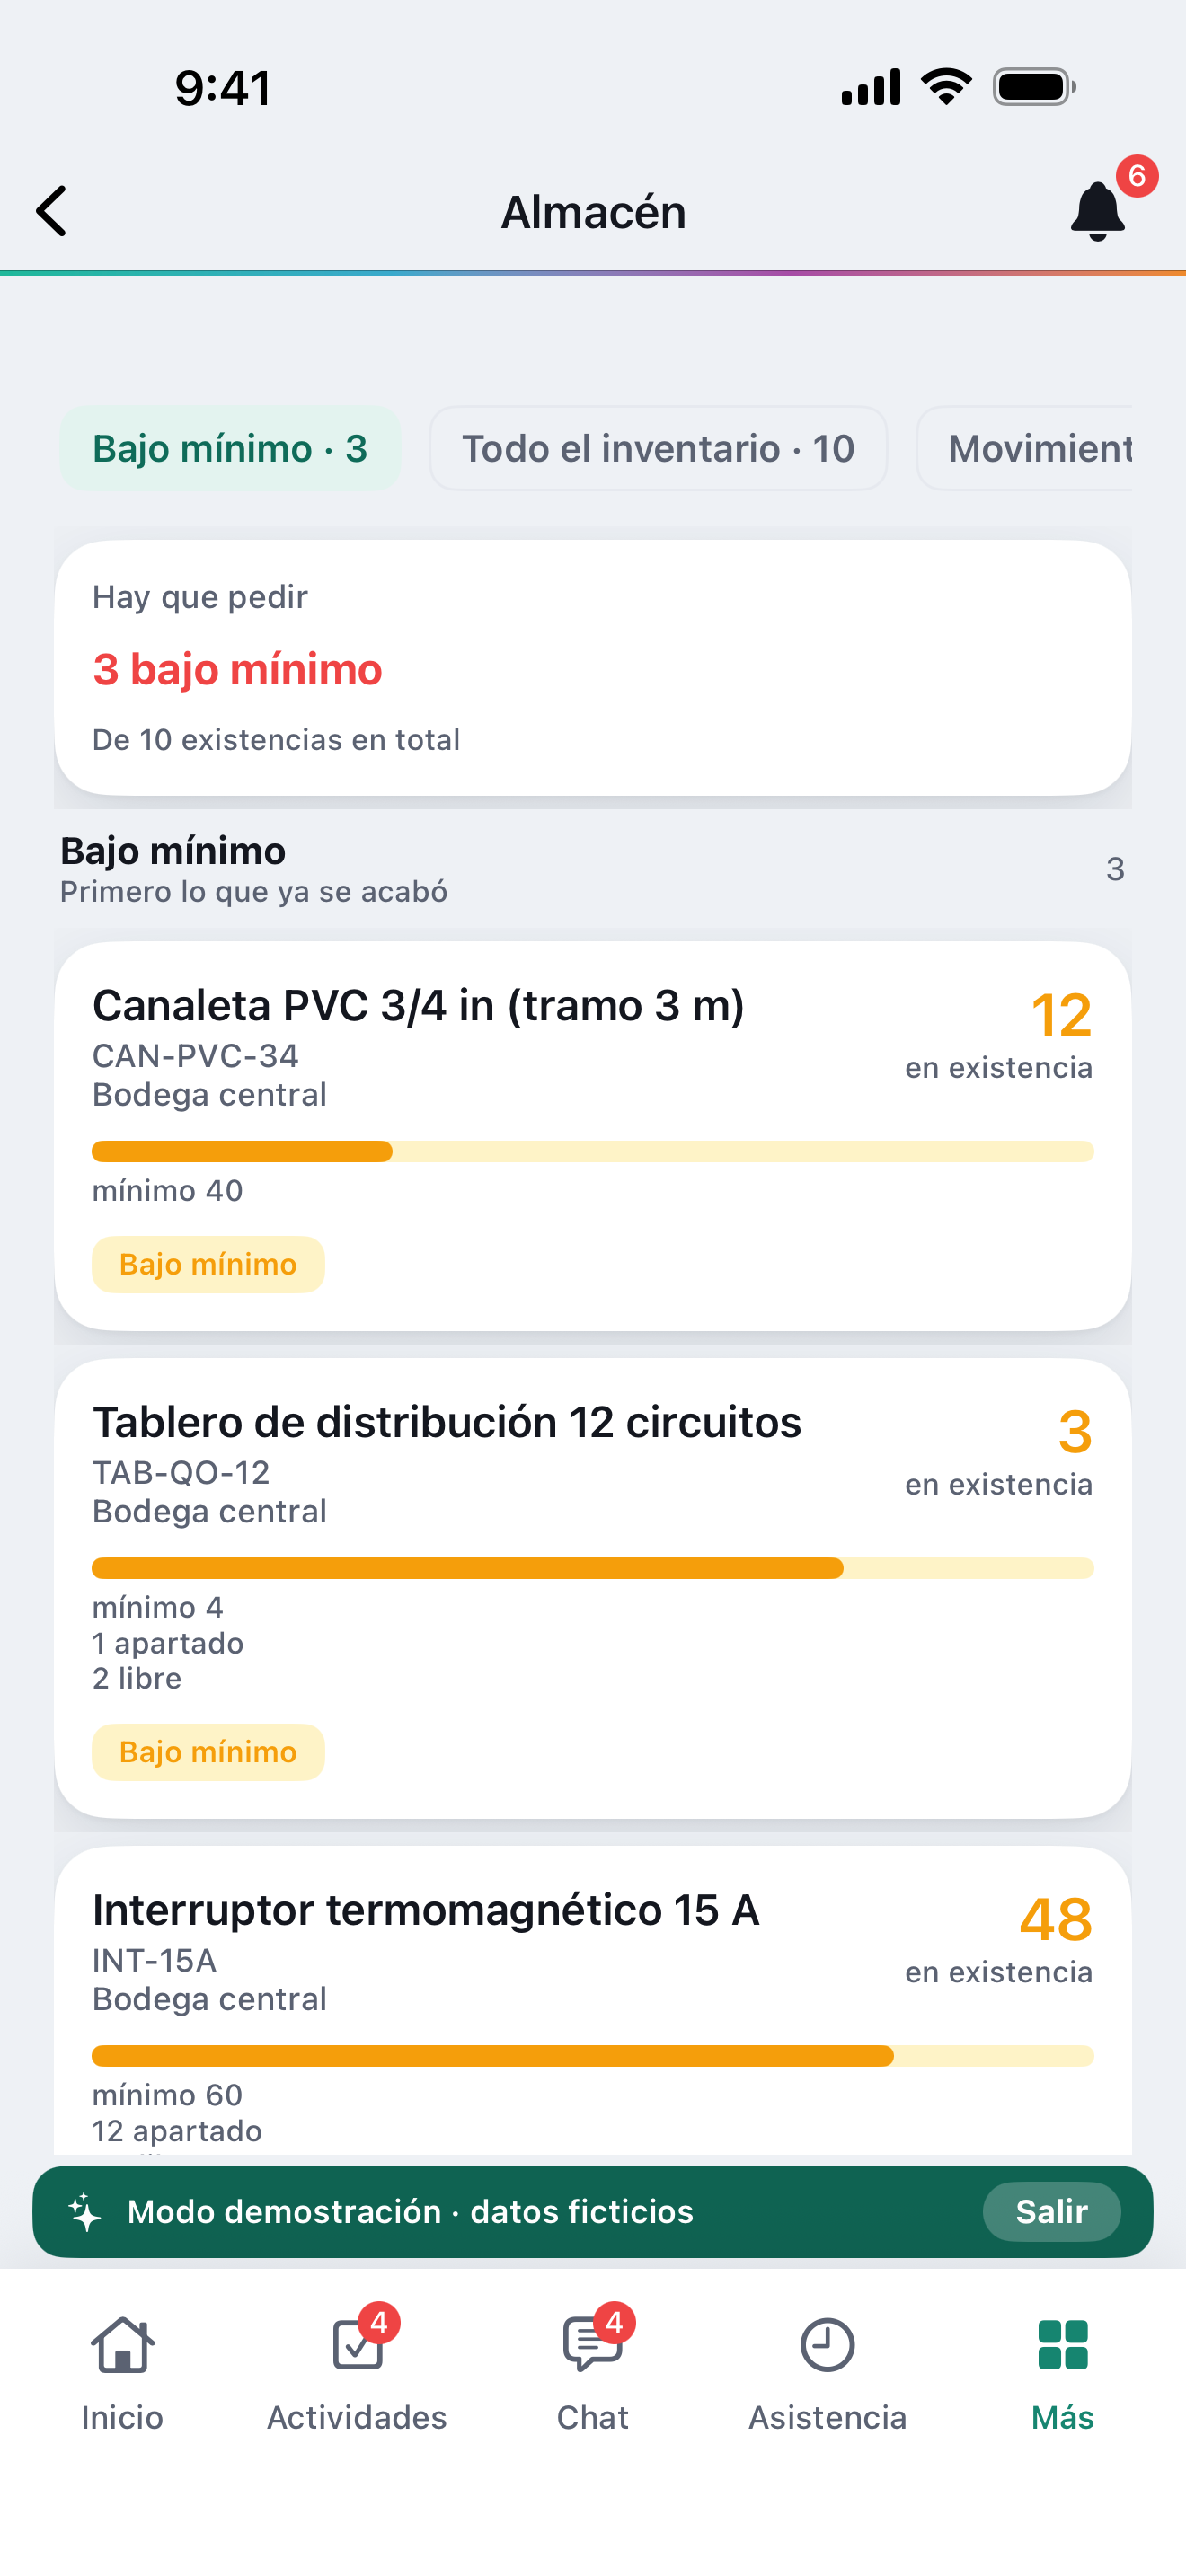 9:41
Almacén
6
Bajo mínimo · 3
Todo el inventario · 10
Movimient
Hay que pedir
3 bajo mínimo
De 10 existencias en total
Bajo mínimo
Primero lo que ya se acabó
3
Canaleta PVC 3/4 in (tramo 3 m)
12
CAN-PVC-34
en existencia
Bodega central
mínimo 40
Bajo mínimo
Tablero de distribución 12 circuitos
3
TAB-QO-12
en existencia
Bodega central
mínimo 4
1 apartado
2 libre
Bajo mínimo
Interruptor termomagnético 15 A
48
INT-15A
en existencia
Bodega central
mínimo 60
12 apartado
Modo demostración · datos ficticios
Salir
4
4
Inicio
Actividades
Chat
Asistencia
Más